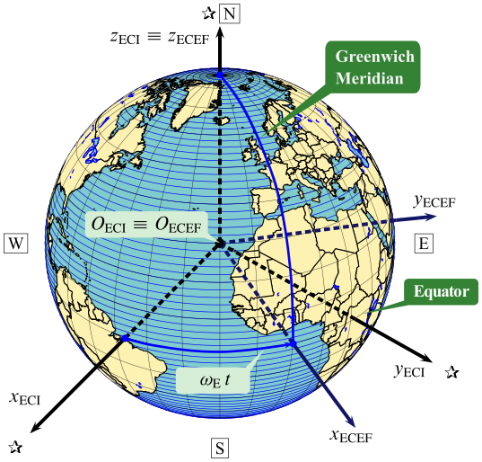 N
z_ECI ≡ z_ECEF
Greenwich
Meridian
y_ECEF
O_ECI ≡ O_ECEF
W
E
Equator
y_ECI
ω_E t
x_ECI
x_ECEF
S